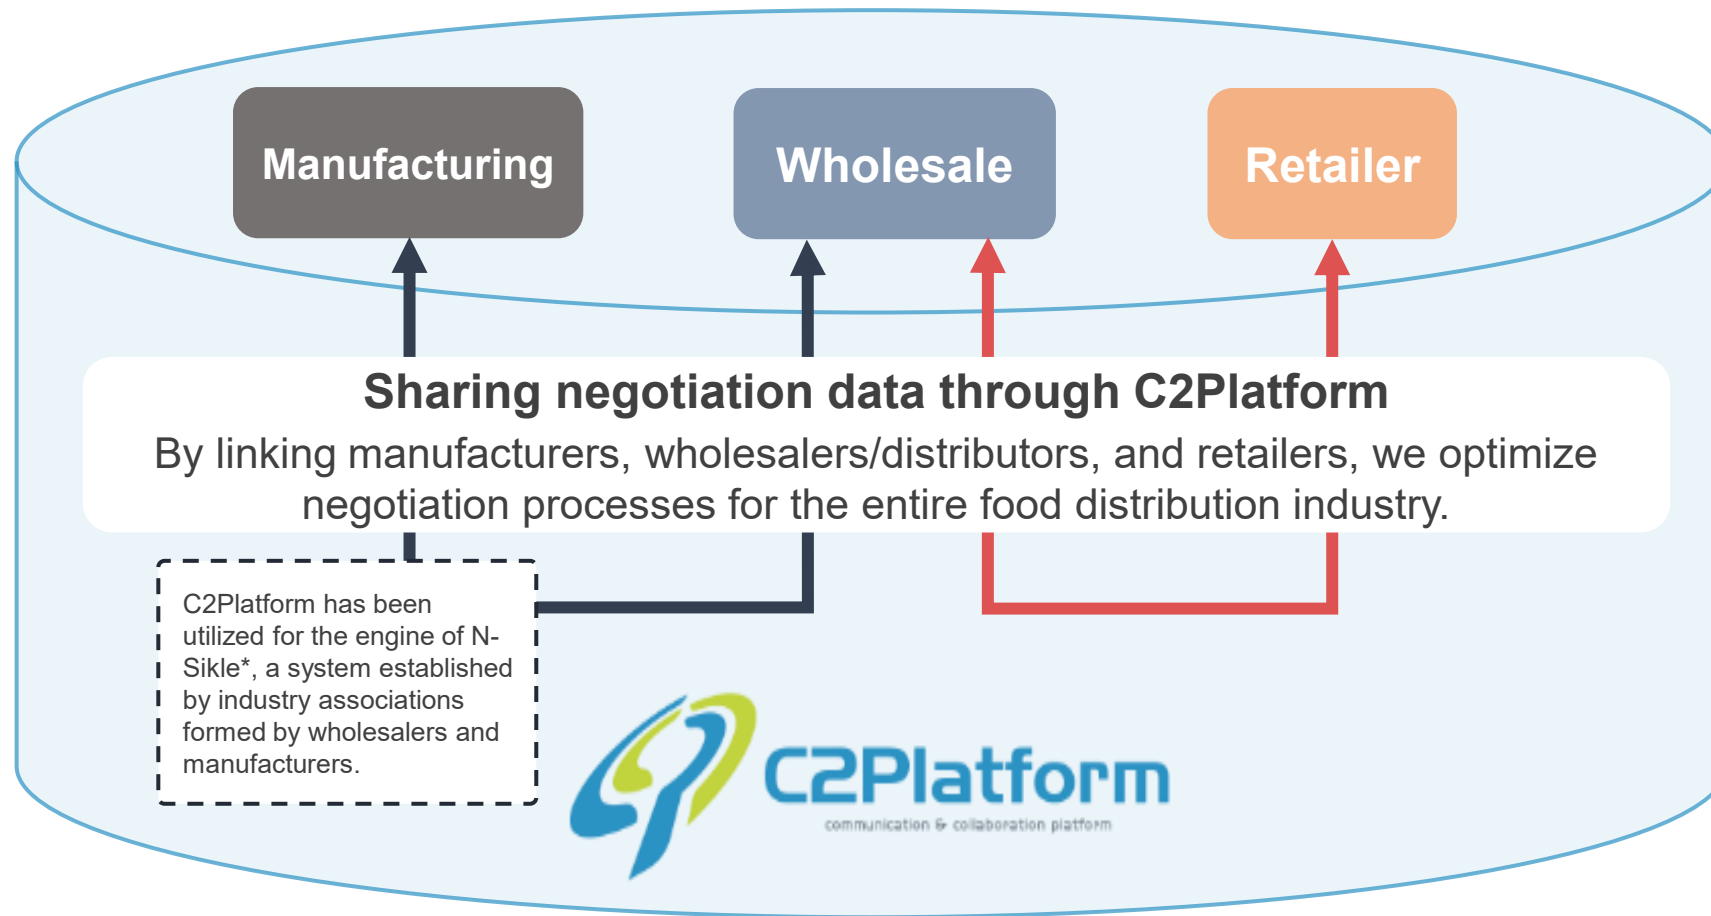 Manufacturing
Wholesale
Retailer
Sharing negotiation data through C2Platform
By linking manufacturers, wholesalers/distributors, and retailers, we optimize
negotiation processes for the entire food distribution industry.
C2Platform has been
utilized for the engine of N-
Sikle*, a system established
by industry associations
formed by wholesalers and
manufacturers.
C2Platform
communication & collaboration platform